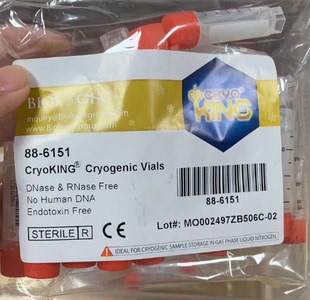 cryo
KING
88-6151
CryoKING® Cryogenic Vials
DNase & RNase Free
No Human DNA
Endotoxin Free
88-6151
STERILE R CE
Lot#: MO002497ZB506C-02
IDEAL FOR CRYOGENIC SAMPLE STORAGE IN GAS PHASE LIQUID NITROGEN.